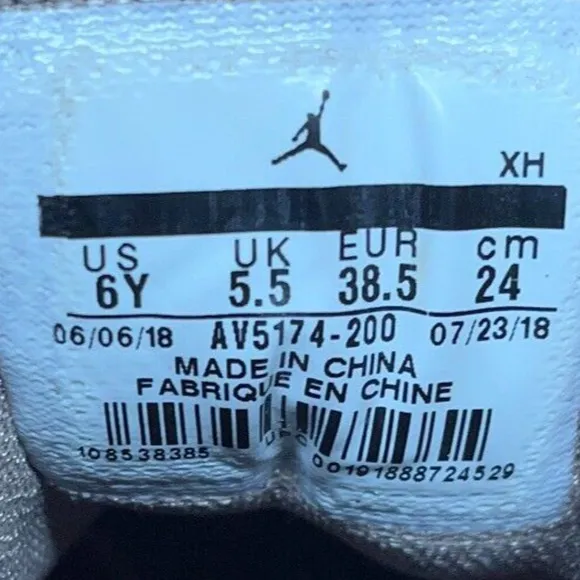 XH
US UK EUR cm
6Y 5.5 38.5 24
06/06/18 AV5174-200 07/23/18
MADE IN CHINA
FABRIQUE EN CHINE
108538385 UPC 00191888724529